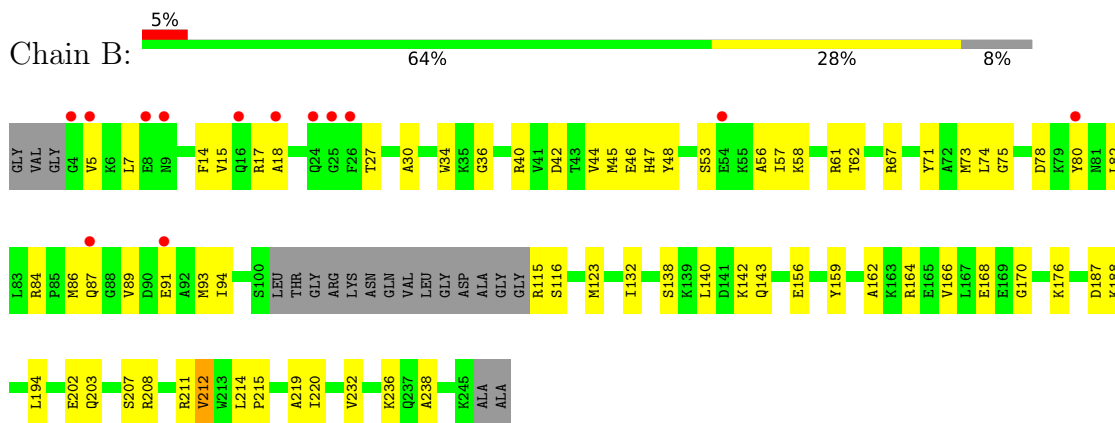 5%
Chain B:
64% 28% 8%
GLY VAL GLY G4 V5 K6 L7 E8 N9 F14 V15 Q16 R17 A18 Q24 G25 F26 T27 A30 W34 K35 G36 R40 V41 D42 T43 V44 M45 E46 H47 Y48 S53 E54 K55 A56 I57 K58 R61 T62 R67 Y71 A72 M73 L74 G75 D78 K79 Y80 N81 L82
L83 R84 P85 M86 Q87 G88 V89 D90 E91 A92 M93 I94 S100 LEU THR GLY ARG LYS ASN GLN VAL LEU GLY ASP ALA GLY GLY R115 S116 M123 I132 S138 K139 L140 D141 K142 Q143 E156 Y159 A162 K163 R164 E165 V166 L167 E168 E169 G170 K176 D187 K188
L194 E202 Q203 S207 R208 R211 V212 W213 L214 P215 A219 I220 V232 K236 Q237 A238 K245 ALA ALA